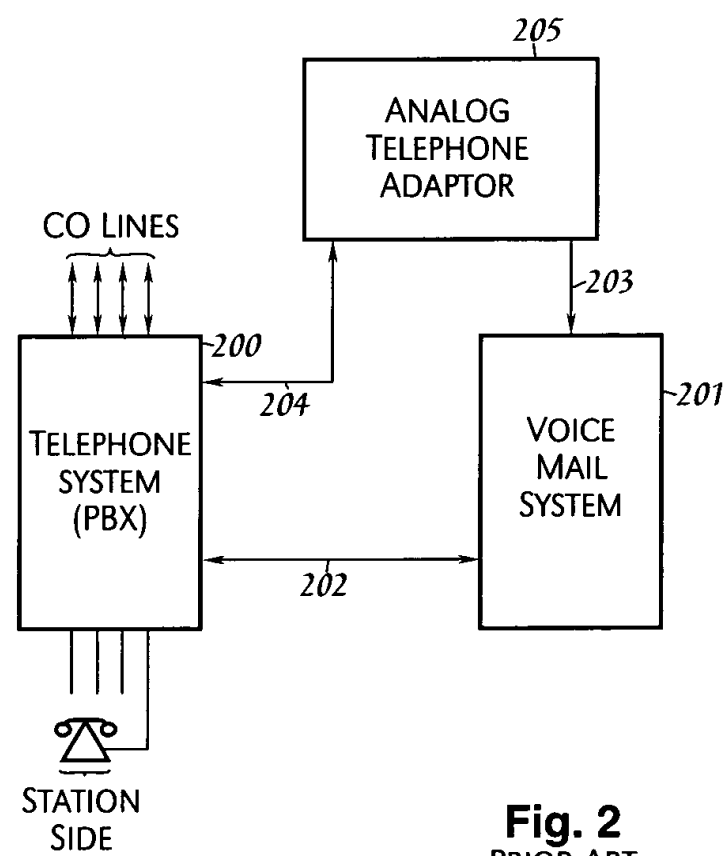 205
ANALOG
TELEPHONE
ADAPTOR
CO LINES
203
200
204
201
TELEPHONE
SYSTEM
(PBX)
VOICE
MAIL
SYSTEM
202
STATION
SIDE
Fig. 2
PRIOR ART